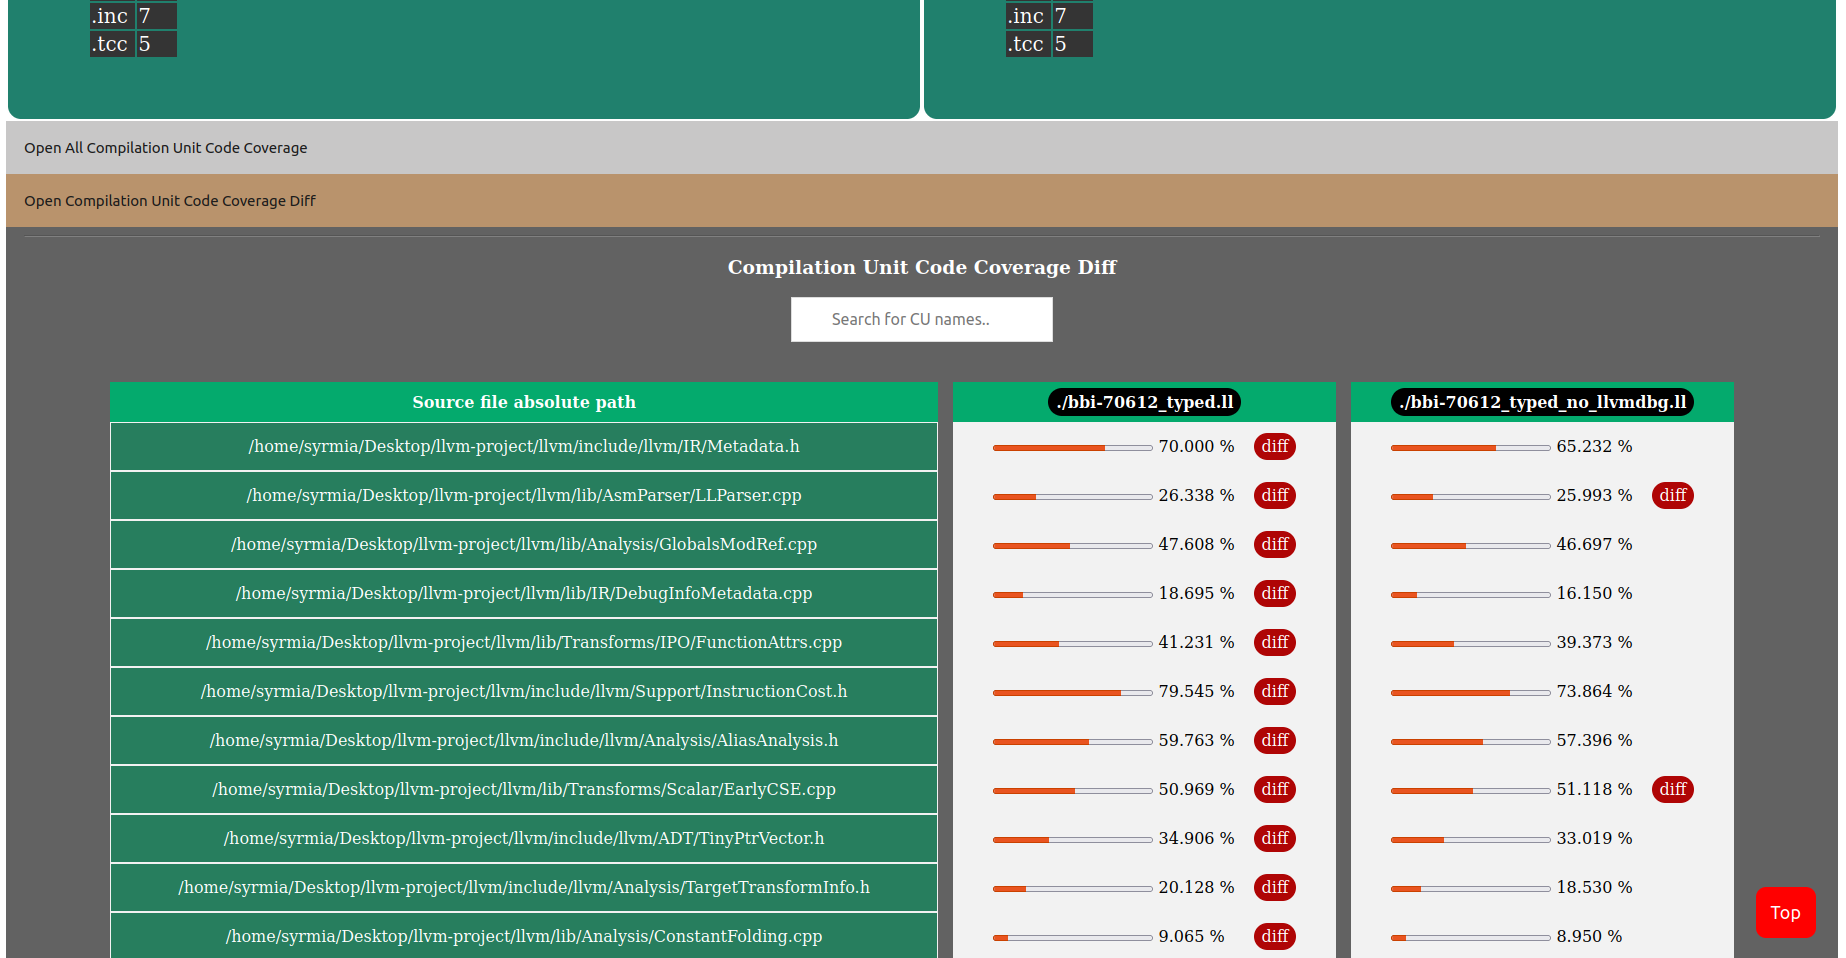 .inc 7 .inc 7
.tcc 5 .tcc 5
Open All Compilation Unit Code Coverage
Open Compilation Unit Code Coverage Diff
Compilation Unit Code Coverage Diff
Search for CU names..
Source file absolute path ./bbi-70612_typed.ll ./bbi-70612_typed_no_llvmdbg.ll
/home/syrmia/Desktop/llvm-project/llvm/include/llvm/IR/Metadata.h 70.000 % diff 65.232 %
/home/syrmia/Desktop/llvm-project/llvm/lib/AsmParser/LLParser.cpp 26.338 % diff 25.993 % diff
/home/syrmia/Desktop/llvm-project/llvm/lib/Analysis/GlobalsModRef.cpp 47.608 % diff 46.697 %
/home/syrmia/Desktop/llvm-project/llvm/lib/IR/DebugInfoMetadata.cpp 18.695 % diff 16.150 %
/home/syrmia/Desktop/llvm-project/llvm/lib/Transforms/IPO/FunctionAttrs.cpp 41.231 % diff 39.373 %
/home/syrmia/Desktop/llvm-project/llvm/include/llvm/Support/InstructionCost.h 79.545 % diff 73.864 %
/home/syrmia/Desktop/llvm-project/llvm/include/llvm/Analysis/AliasAnalysis.h 59.763 % diff 57.396 %
/home/syrmia/Desktop/llvm-project/llvm/lib/Transforms/Scalar/EarlyCSE.cpp 50.969 % diff 51.118 % diff
/home/syrmia/Desktop/llvm-project/llvm/include/llvm/ADT/TinyPtrVector.h 34.906 % diff 33.019 %
/home/syrmia/Desktop/llvm-project/llvm/include/llvm/Analysis/TargetTransformInfo.h 20.128 % diff 18.530 %
Top
/home/syrmia/Desktop/llvm-project/llvm/lib/Analysis/ConstantFolding.cpp 9.065 % diff 8.950 %